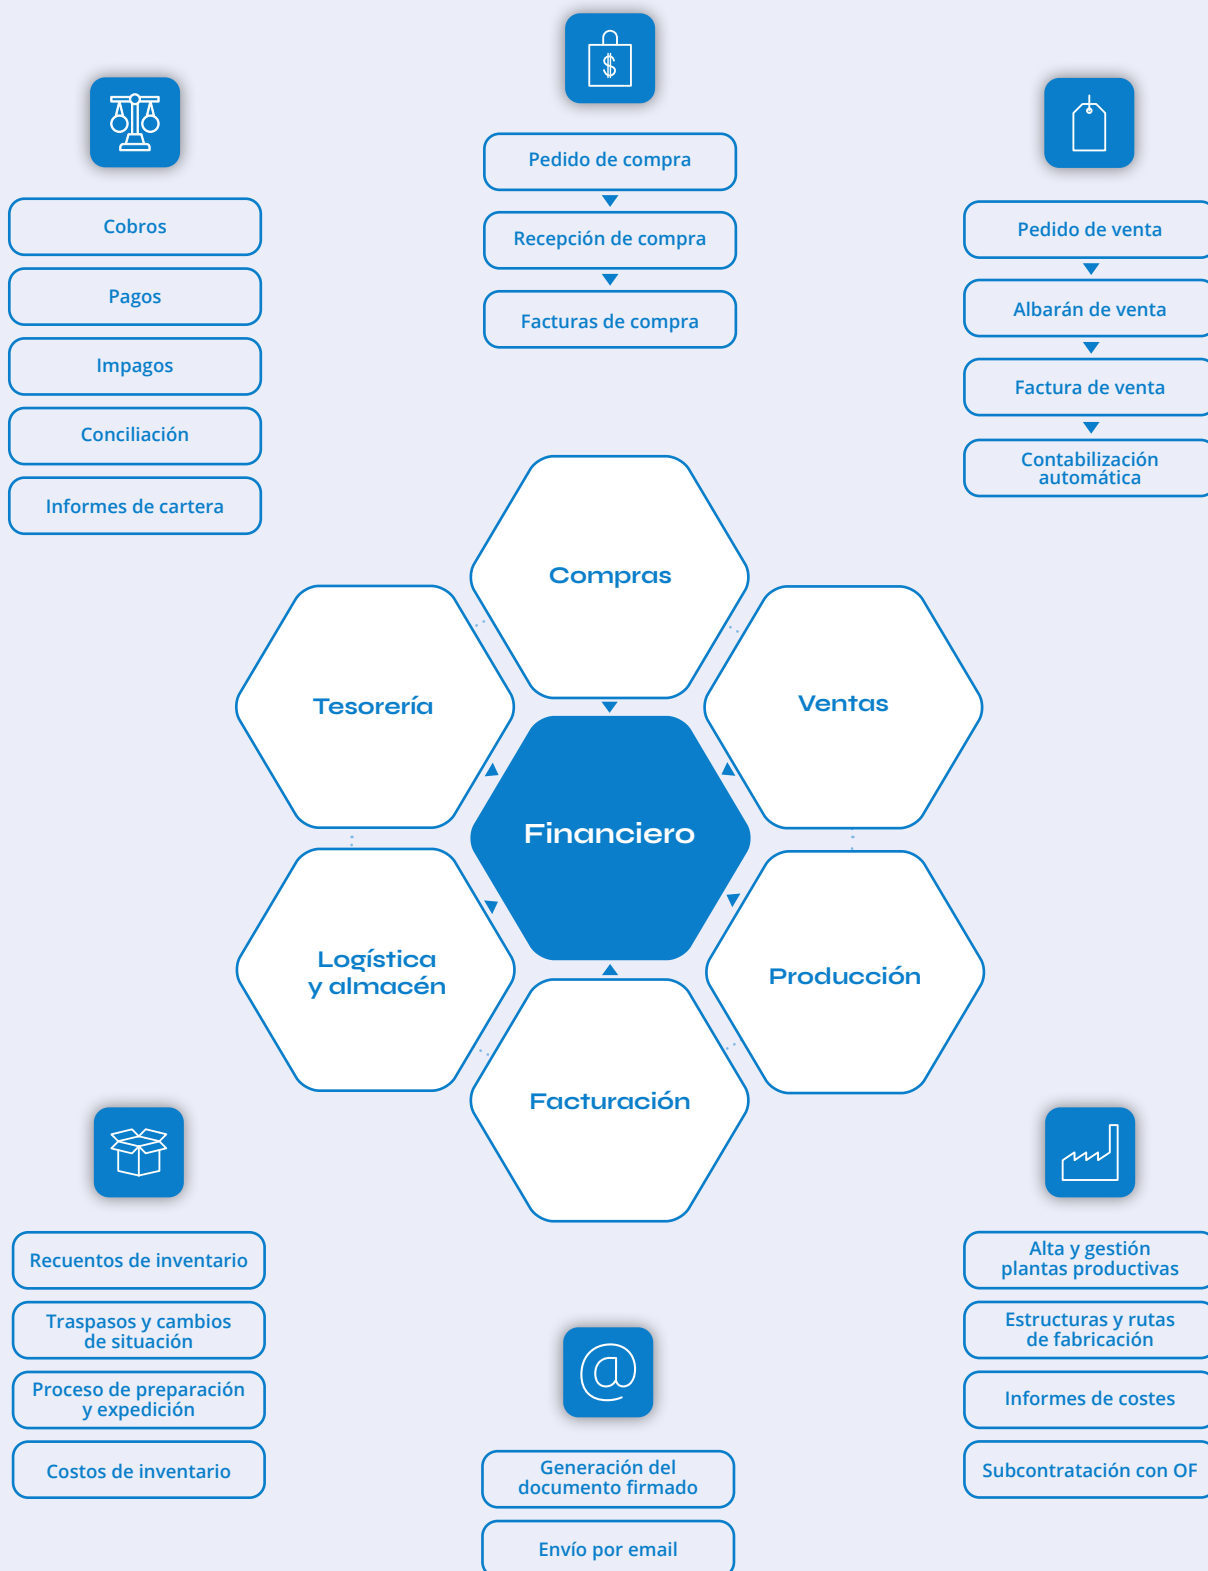 $
Pedido de compra
Recepción de compra
Facturas de compra
Cobros
Pagos
Impagos
Conciliación
Informes de cartera
Pedido de venta
Albarán de venta
Factura de venta
Contabilización
automática
Compras
Tesorería
Ventas
Financiero
Logística
y almacén
Producción
Facturación
Recuentos de inventario
Traspasos y cambios
de situación
Proceso de preparación
y expedición
Costos de inventario
@
Generación del
documento firmado
Envío por email
Alta y gestión
plantas productivas
Estructuras y rutas
de fabricación
Informes de costes
Subcontratación con OF